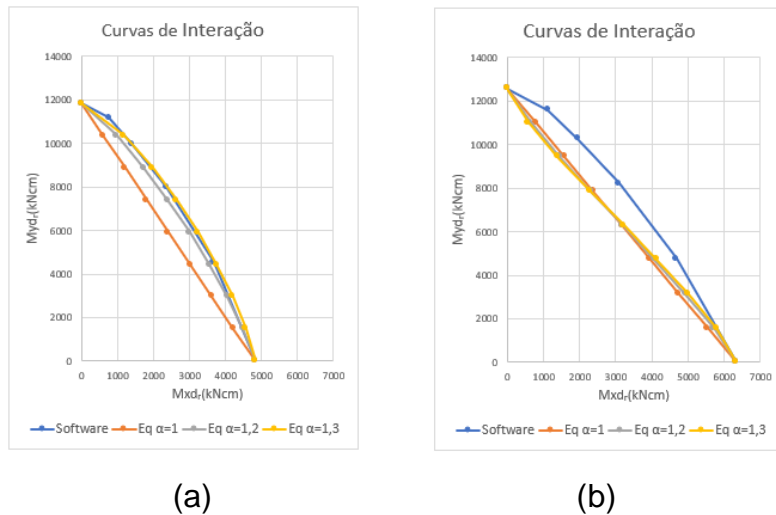 Curvas de Interação
14000
12000
10000
8000
6000
4000
2000
0
Mydᵣ(kNcm)
0 1000 2000 3000 4000 5000 6000 7000
Mxdᵣ(kNcm)
Software Eq α=1 Eq α=1,2 Eq α=1,3
(a)
Curvas de Interação
14000
12000
10000
8000
6000
4000
2000
0
Mydᵣ(kNcm)
0 1000 2000 3000 4000 5000 6000 7000
Mxdᵣ(kNcm)
Software Eq α=1 Eq α=1,2 Eq α=1,3
(b)